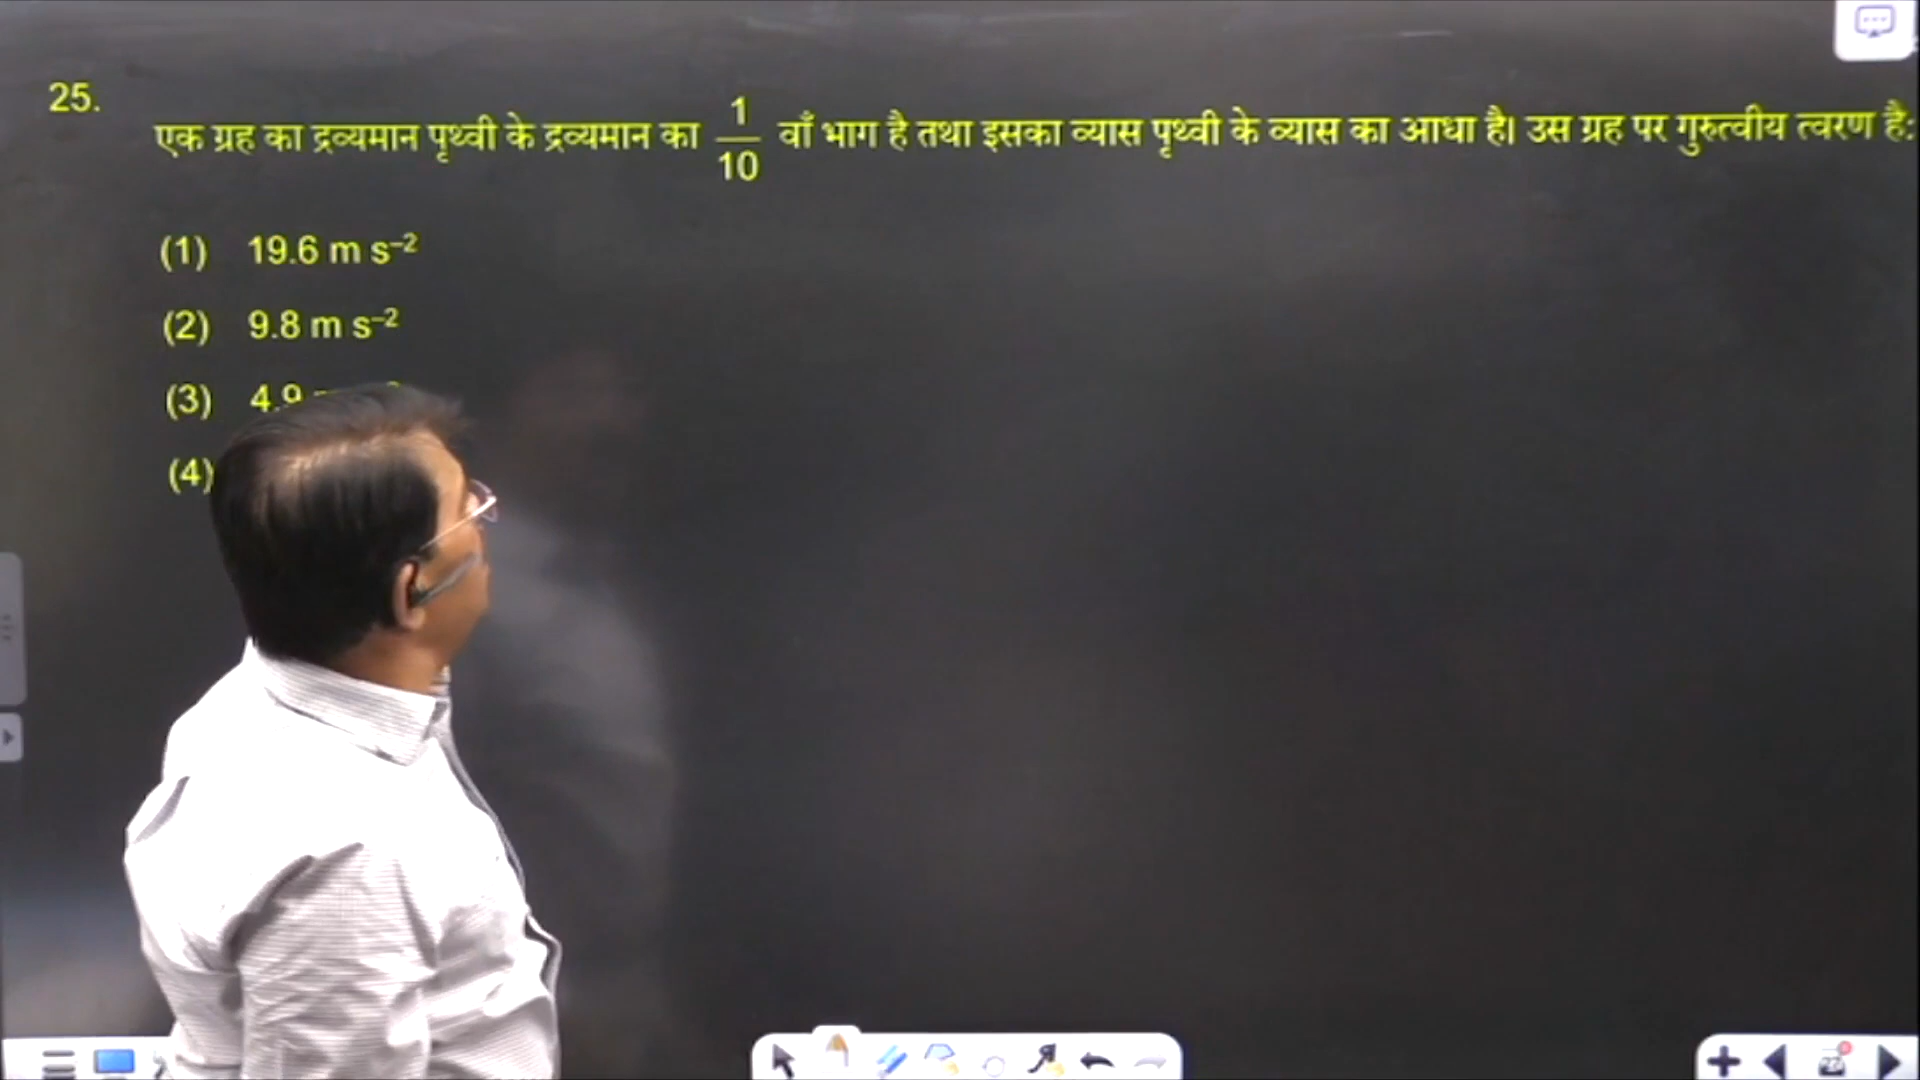 25.
एक ग्रह का द्रव्यमान पृथ्वी के द्रव्यमान का 1/10 वाँ भाग है तथा इसका व्यास पृथ्वी के व्यास का आधा है। उस ग्रह पर गुरुत्वीय त्वरण है:
(1) 19.6 m s⁻²
(2) 9.8 m s⁻²
(3) 4.9
(4)